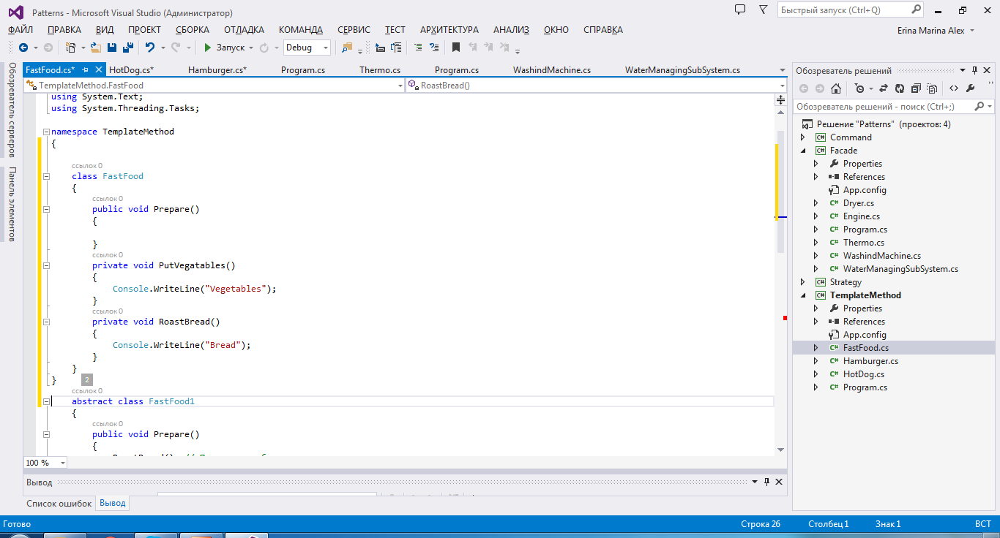 Patterns - Microsoft Visual Studio (Администратор)
Быстрый запуск (Ctrl+Q)
ФАЙЛ ПРАВКА ВИД ПРОЕКТ СБОРКА ОТЛАДКА КОМАНДА СЕРВИС ТЕСТ АРХИТЕКТУРА АНАЛИЗ ОКНО СПРАВКА
Erina Marina Alex
Запуск Debug
Обозреватель серверов
Панель элементов
FastFood.cs* HotDog.cs* Hamburger.cs* Program.cs Thermo.cs Program.cs WashindMachine.cs WaterManagingSubSystem.cs
TemplateMethod.FastFood RoastBread()
using System.Text;
using System.Threading.Tasks;
namespace TemplateMethod
{
ссылок 0
class FastFood
{
ссылок 0
public void Prepare()
{
}
ссылок 0
private void PutVegatables()
{
Console.WriteLine("Vegetables");
}
ссылок 0
private void RoastBread()
{
Console.WriteLine("Bread");
}
}
} 2
ссылок 0
abstract class FastFood1
{
ссылок 0
public void Prepare()
{
100 %
Вывод
Список ошибок Вывод
Обозреватель решений
Обозреватель решений - поиск (Ctrl+;)
Решение "Patterns" (проектов: 4)
C# Command
C# Facade
Properties
References
App.config
C# Dryer.cs
C# Engine.cs
C# Program.cs
C# Thermo.cs
C# WashindMachine.cs
C# WaterManagingSubSystem.cs
C# Strategy
C# TemplateMethod
Properties
References
App.config
C# FastFood.cs
C# Hamburger.cs
C# HotDog.cs
C# Program.cs
Готово Строка 26 Столбец 1 Знак 1 ВСТ